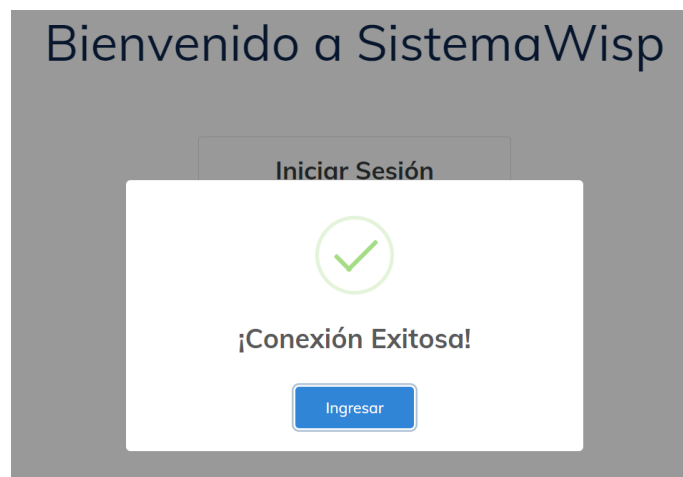 Bienvenido a SistemaWisp
Iniciar Sesión
¡Conexión Exitosa!
Ingresar